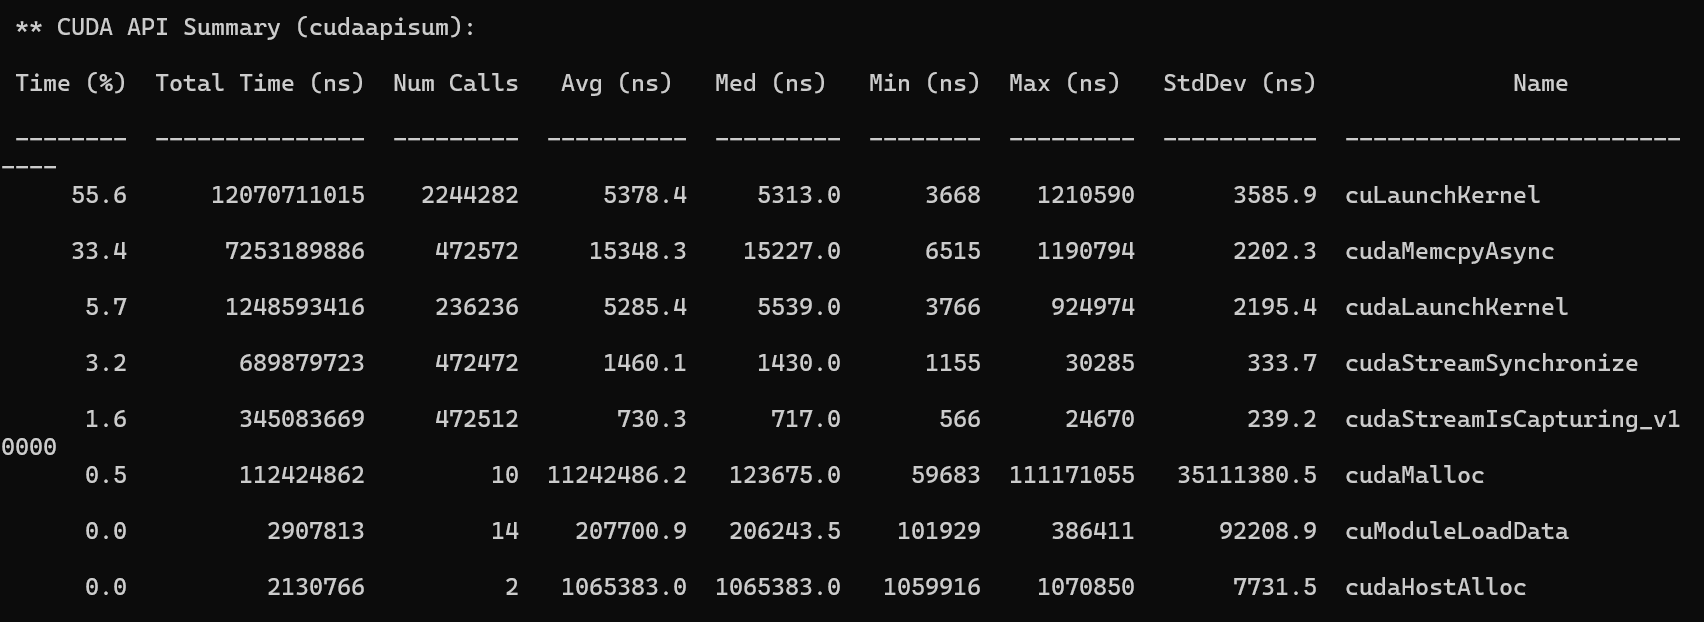 ** CUDA API Summary (cudaapisum):
Time (%)  Total Time (ns)  Num Calls   Avg (ns)   Med (ns)   Min (ns)  Max (ns)   StdDev (ns)              Name
--------  ---------------  ---------  ----------  ---------  --------  ---------  -----------  ------------------------
----
55.6      12070711015    2244282      5378.4     5313.0      3668    1210590       3585.9  cuLaunchKernel
33.4       7253189886     472572     15348.3    15227.0      6515    1190794       2202.3  cudaMemcpyAsync
5.7       1248593416     236236      5285.4     5539.0      3766     924974       2195.4  cudaLaunchKernel
3.2        689879723     472472      1460.1     1430.0      1155      30285        333.7  cudaStreamSynchronize
1.6        345083669     472512       730.3      717.0       566      24670        239.2  cudaStreamIsCapturing_v1
0000
0.5        112424862         10  11242486.2   123675.0     59683  111171055   35111380.5  cudaMalloc
0.0          2907813         14    207700.9   206243.5    101929     386411      92208.9  cuModuleLoadData
0.0          2130766          2   1065383.0  1065383.0   1059916    1070850       7731.5  cudaHostAlloc